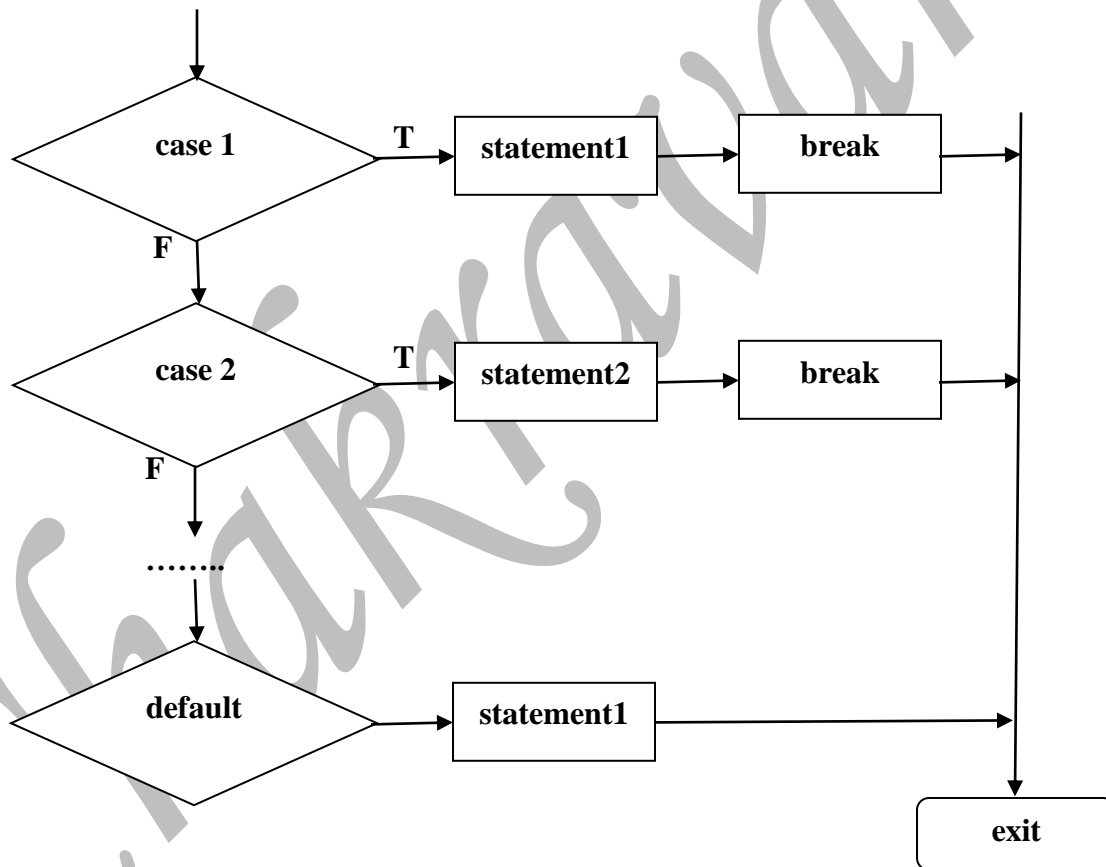 case 1
T
statement1
break
F
case 2
T
statement2
break
F
........
default
statement1
exit